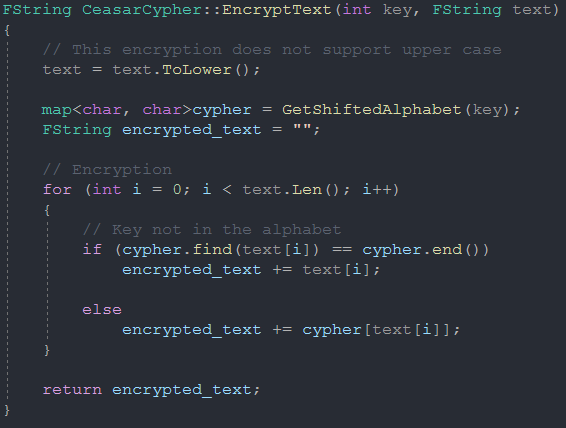 FString CeasarCypher::EncryptText(int key, FString text)
{
// This encryption does not support upper case
text = text.ToLower();
map<char, char>cypher = GetShiftedAlphabet(key);
FString encrypted_text = "";
// Encryption
for (int i = 0; i < text.Len(); i++)
{
// Key not in the alphabet
if (cypher.find(text[i]) == cypher.end())
encrypted_text += text[i];
else
encrypted_text += cypher[text[i]];
}
return encrypted_text;
}